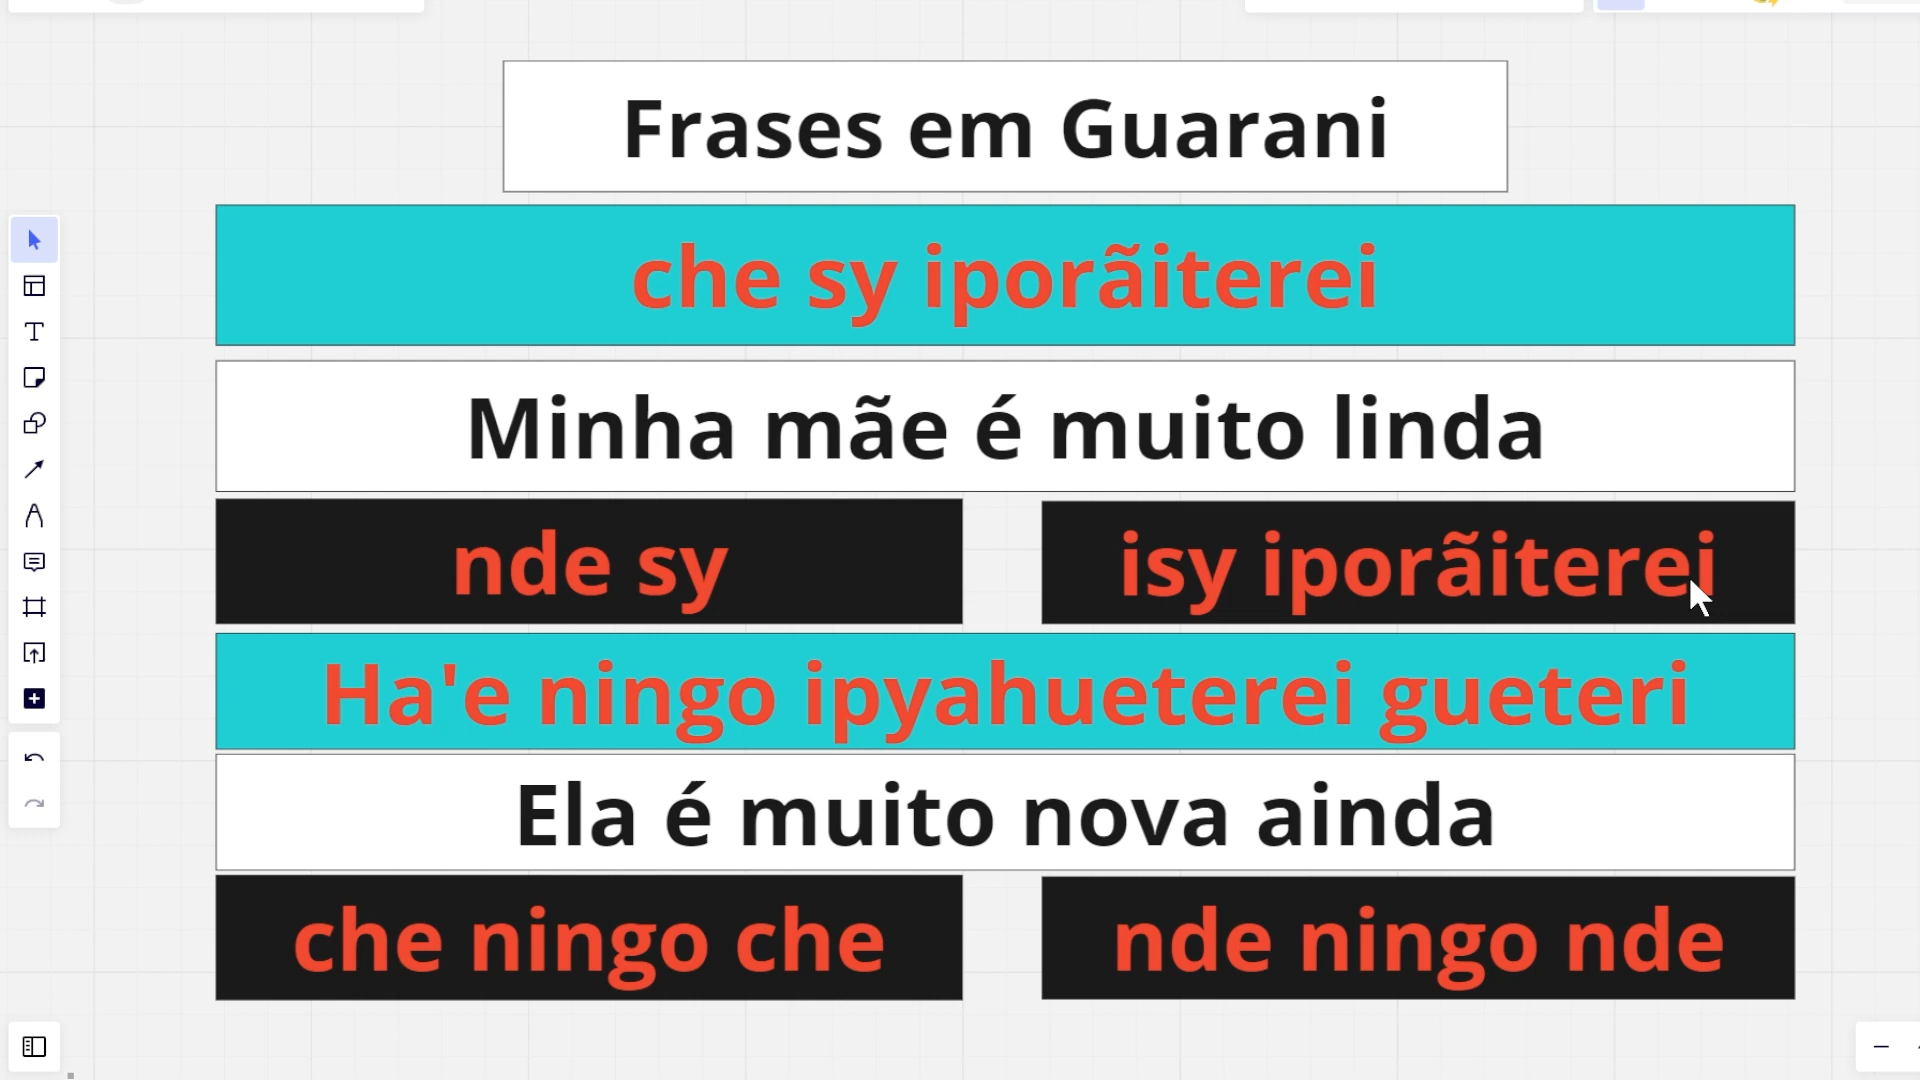 Frases em Guarani
che sy iporãiterei
Minha mãe é muito linda
nde sy
isy iporãiterei
Ha'e ningo ipyahueterei gueteri
Ela é muito nova ainda
che ningo che
nde ningo nde